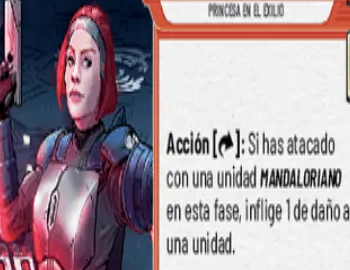 PRINCESA EN EL EXILIO
Acción [↷]: Si has atacado
con una unidad MANDALORIANO
en esta fase, inflige 1 de daño a
una unidad.